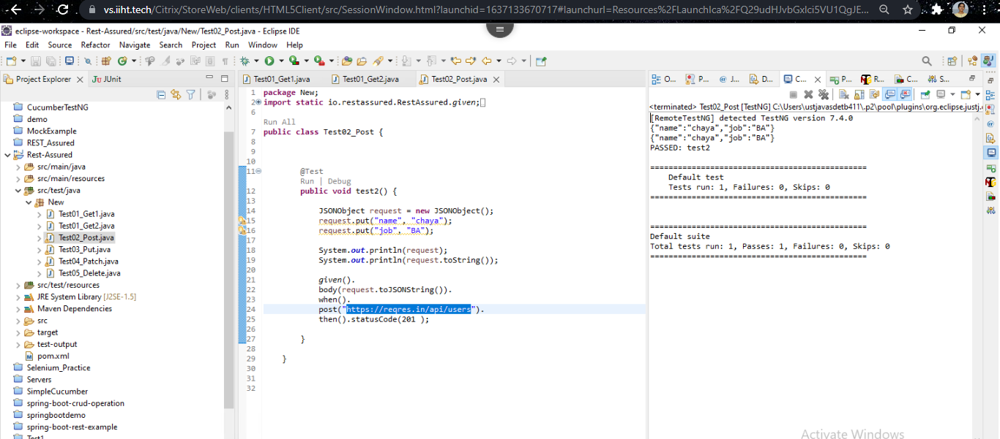 vs.iiht.tech/Citrix/StoreWeb/clients/HTML5Client/src/SessionWindow.html?launchid=1637133670717#launchurl=Resources%2FLaunchIca%2FQ29udHJvbGxlci5VU1QgJE...
eclipse-workspace - Rest-Assured/src/test/java/New/Test02_Post.java - Eclipse IDE
File Edit Source Refactor Navigate Search Project Run Window Help
Project Explorer JUnit
CucumberTestNG
demo
MockExample
REST_Assured
Rest-Assured
src/main/java
src/main/resources
src/test/java
New
Test01_Get1.java
Test01_Get2.java
Test02_Post.java
Test03_Put.java
Test04_Patch.java
Test05_Delete.java
src/test/resources
JRE System Library [J2SE-1.5]
Maven Dependencies
src
target
test-output
pom.xml
Selenium_Practice
Servers
SimpleCucumber
spring-boot-crud-operation
springbootdemo
spring-boot-rest-example
Test1
Test01_Get1.java Test01_Get2.java Test02_Post.java
1 package New;
2 import static io.restassured.RestAssured.given;
6
Run All
7 public class Test02_Post {
8
9
10
11 @Test
Run | Debug
12 public void test2() {
13
14 JSONObject request = new JSONObject();
15 request.put("name", "chaya");
16 request.put("job", "BA");
17
18 System.out.println(request);
19 System.out.println(request.toString());
20
21 given().
22 body(request.toJSONString()).
23 when().
24 post("https://reqres.in/api/users").
25 then().statusCode(201 );
26
27 }
28
29 }
30
31
32
O... P... J... D... C... P... R... C... S...
<terminated> Test02_Post [TestNG] C:\Users\ustjavasdetb411\.p2\pool\plugins\org.eclipse.justj.
[RemoteTestNG] detected TestNG version 7.4.0
{"name":"chaya","job":"BA"}
{"name":"chaya","job":"BA"}
PASSED: test2
===============================================
Default test
Tests run: 1, Failures: 0, Skips: 0
===============================================
===============================================
Default suite
Total tests run: 1, Passes: 1, Failures: 0, Skips: 0
===============================================
Activate Windows